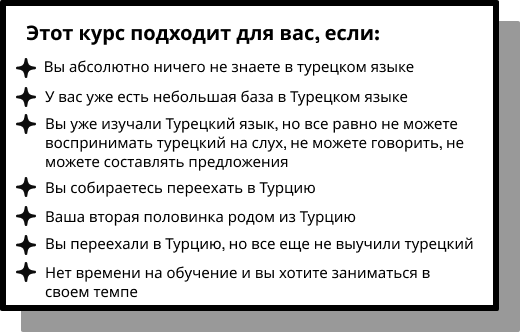 Этот курс подходит для вас, если:
Вы абсолютно ничего не знаете в турецком языке
У вас уже есть небольшая база в Турецком языке
Вы уже изучали Турецкий язык, но все равно не можете
воспринимать турецкий на слух, не можете говорить, не
можете составлять предложения
Вы собираетесь переехать в Турцию
Ваша вторая половинка родом из Турцию
Вы переехали в Турцию, но все еще не выучили турецкий
Нет времени на обучение и вы хотите заниматься в
своем темпе